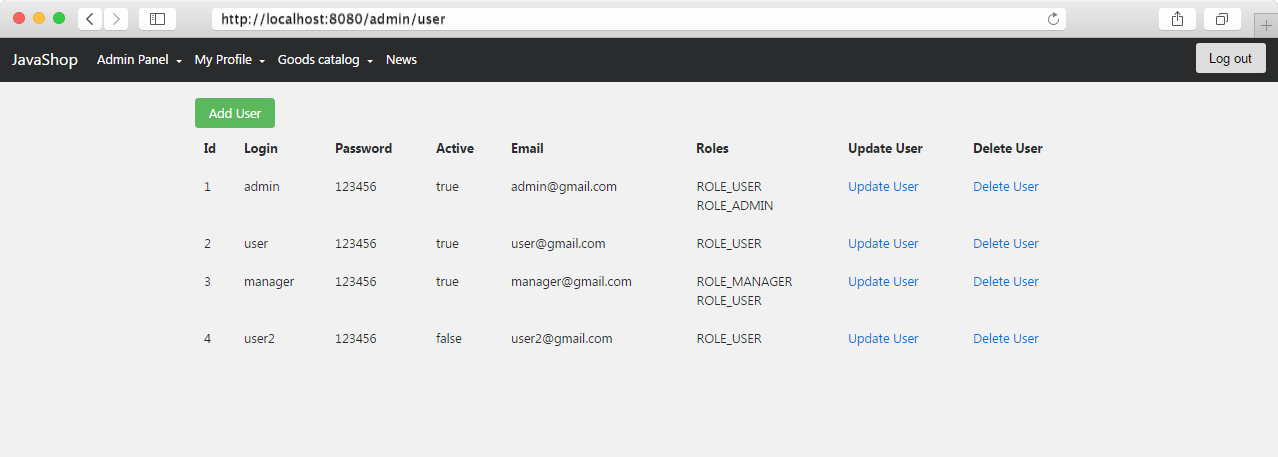 http://localhost:8080/admin/user
JavaShop Admin Panel My Profile Goods catalog News Log out
Add User
Id Login Password Active Email Roles Update User Delete User
1 admin 123456 true admin@gmail.com ROLE_USER Update User Delete User
ROLE_ADMIN
2 user 123456 true user@gmail.com ROLE_USER Update User Delete User
3 manager 123456 true manager@gmail.com ROLE_MANAGER Update User Delete User
ROLE_USER
4 user2 123456 false user2@gmail.com ROLE_USER Update User Delete User